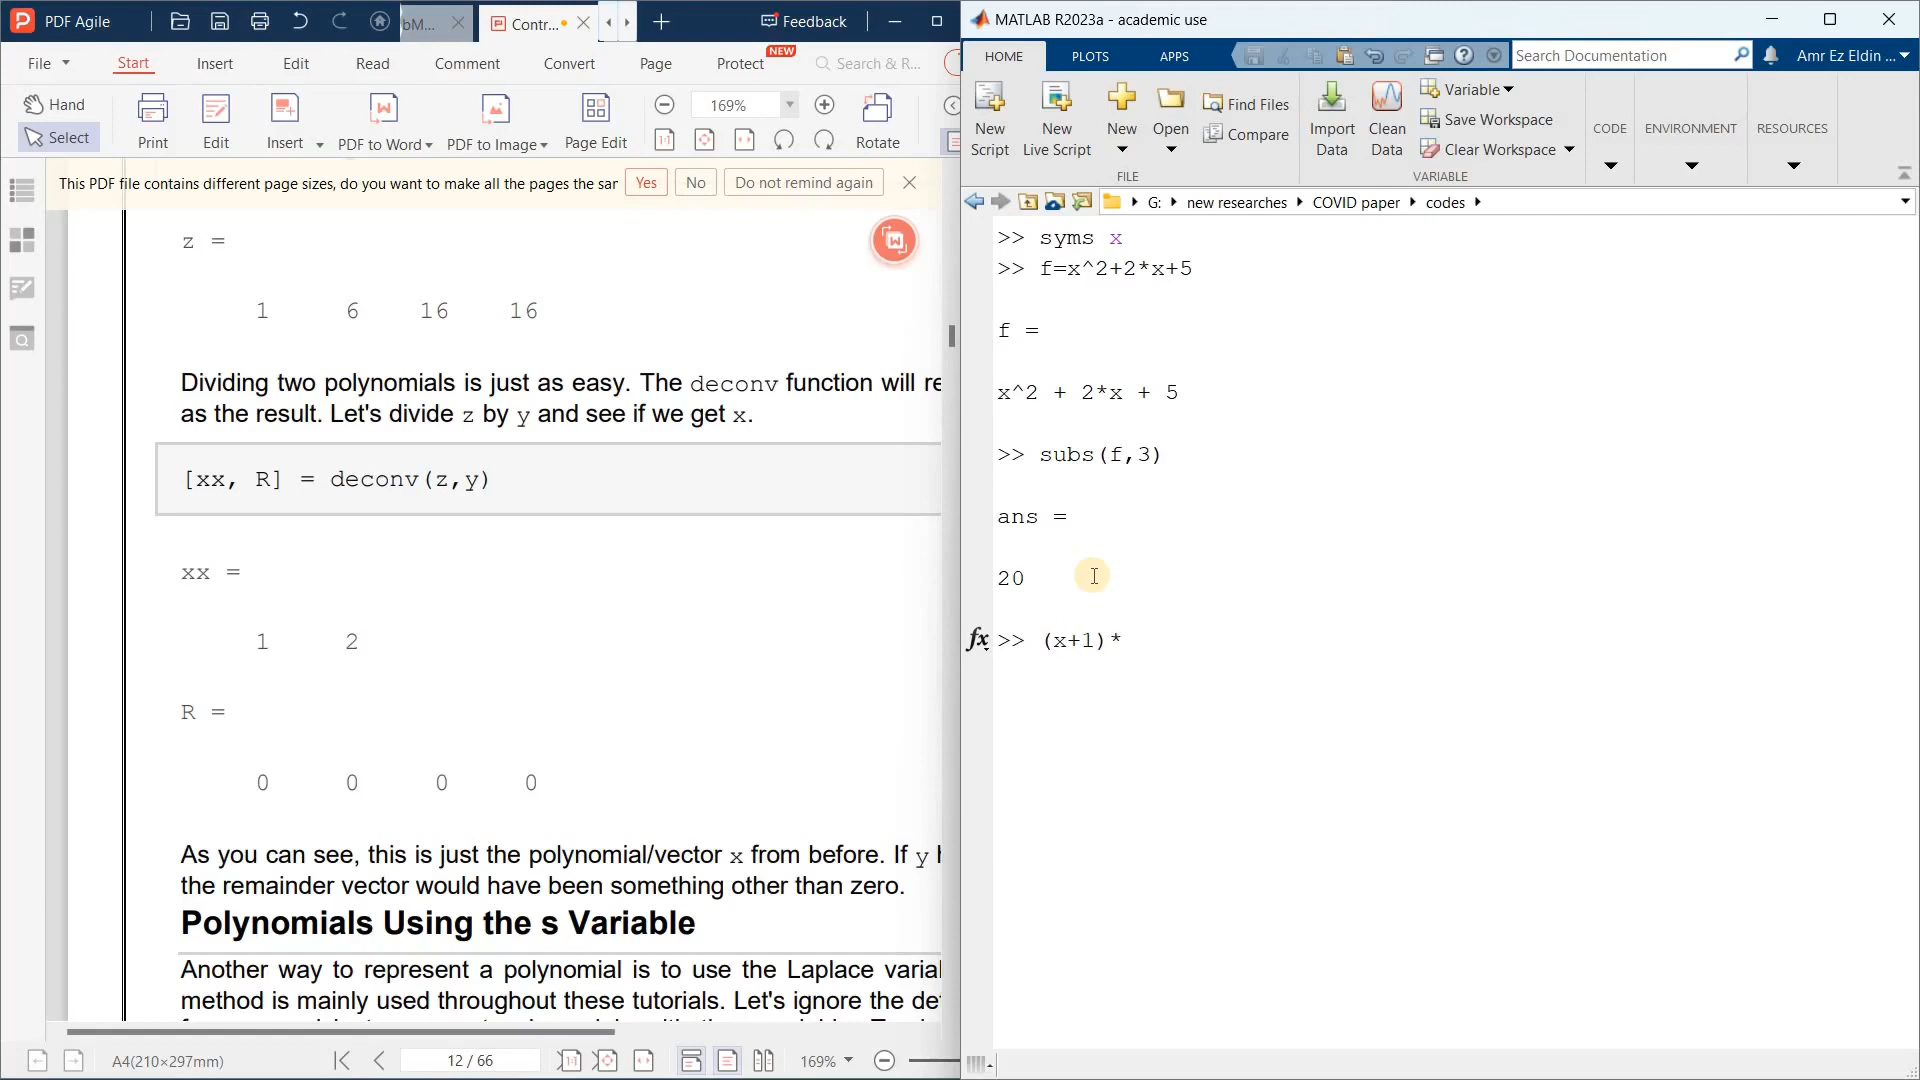 PDF Agile
bM...
Contr...
Feedback
File
Start
Insert
Edit
Read
Comment
Convert
Page
Protect
NEW
Search & R...
Hand
Select
Print
Edit
Insert
PDF to Word
PDF to Image
Page Edit
169%
1:1
Rotate
This PDF file contains different page sizes, do you want to make all the pages the sar
Yes
No
Do not remind again
z =
1 6 16 16
Dividing two polynomials is just as easy. The deconv function will re
as the result. Let's divide z by y and see if we get x.
[xx, R] = deconv(z,y)
xx =
1 2
R =
0 0 0 0
As you can see, this is just the polynomial/vector x from before. If y
the remainder vector would have been something other than zero.
Polynomials Using the s Variable
Another way to represent a polynomial is to use the Laplace varial
method is mainly used throughout these tutorials. Let's ignore the de
A4(210×297mm)
12 / 66
1:1
169%
MATLAB R2023a - academic use
HOME
PLOTS
APPS
Search Documentation
Amr Ez Eldin ...
New
Script
New
Live Script
New
Open
Find Files
Compare
Import
Data
Clean
Data
Variable
Save Workspace
Clear Workspace
CODE
ENVIRONMENT
RESOURCES
FILE
VARIABLE
G:
new researches
COVID paper
codes
>> syms x
>> f=x^2+2*x+5
f =
x^2 + 2*x + 5
>> subs(f,3)
ans =
20
fx >> (x+1)*